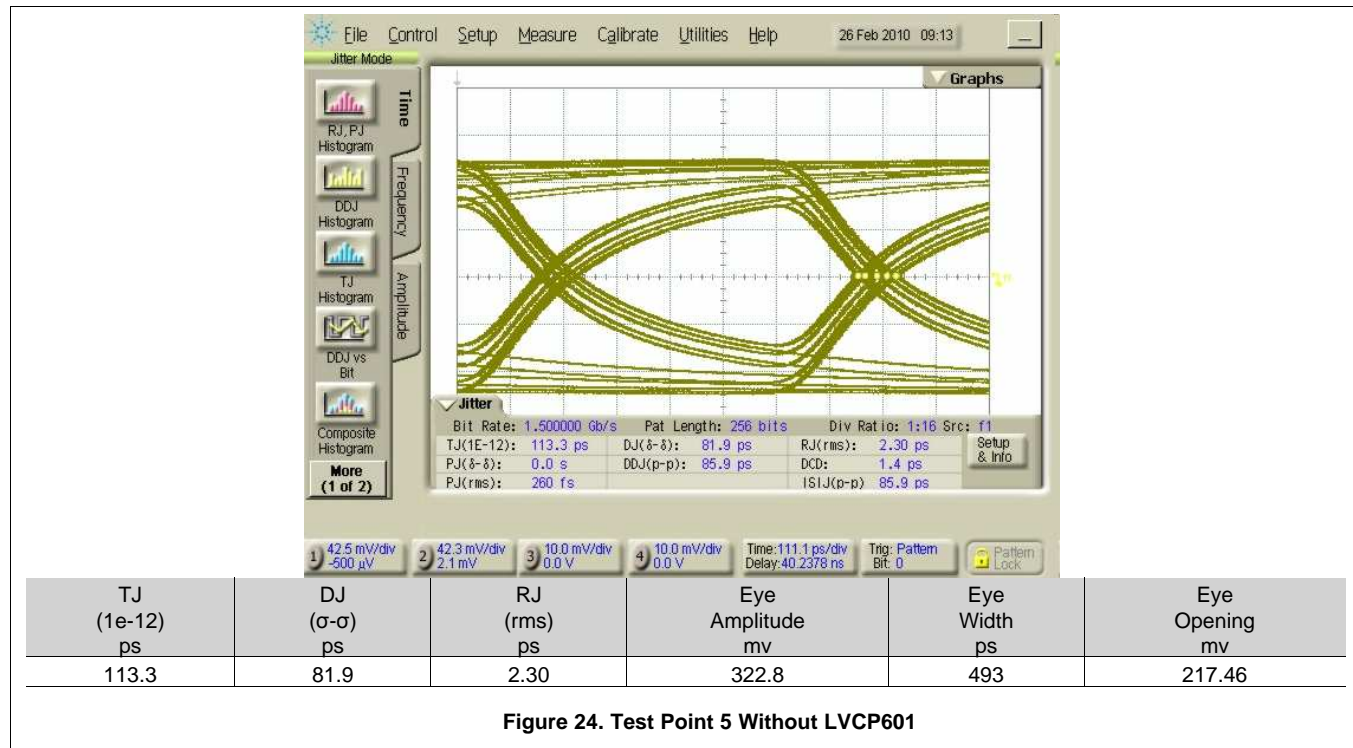 File Control Setup Measure Calibrate Utilities Help 26 Feb 2010 09:13
Jitter Mode
Graphs
Time
Frequency
Amplitude
RJ, PJ
Histogram
DDJ
Histogram
TJ
Histogram
DDJ vs
Bit
Composite
Histogram
More
(1 of 2)
Jitter
Bit Rate: 1.500000 Gb/s Pat Length: 256 bits Div Ratio: 1:16 Src: f1
TJ(1E-12): 113.3 ps DJ(δ-δ): 81.9 ps RJ(rms): 2.30 ps
PJ(δ-δ): 0.0 s DDJ(p-p): 85.9 ps DCD: 1.4 ps
PJ(rms): 260 fs ISIJ(p-p) 85.9 ps
Setup
& Info
1) 42.5 mV/div
-500 µV
2) 42.3 mV/div
2.1 mV
3) 10.0 mV/div
0.0 V
4) 10.0 mV/div
0.0 V
Time:111.1 ps/div
Delay:40.2378 ns
Trig: Pattern
Bit: 0
Pattern
Lock
TJ DJ RJ Eye Eye Eye
(1e-12) (σ-σ) (rms) Amplitude Width Opening
ps ps ps mv ps mv
113.3 81.9 2.30 322.8 493 217.46
Figure 24. Test Point 5 Without LVCP601